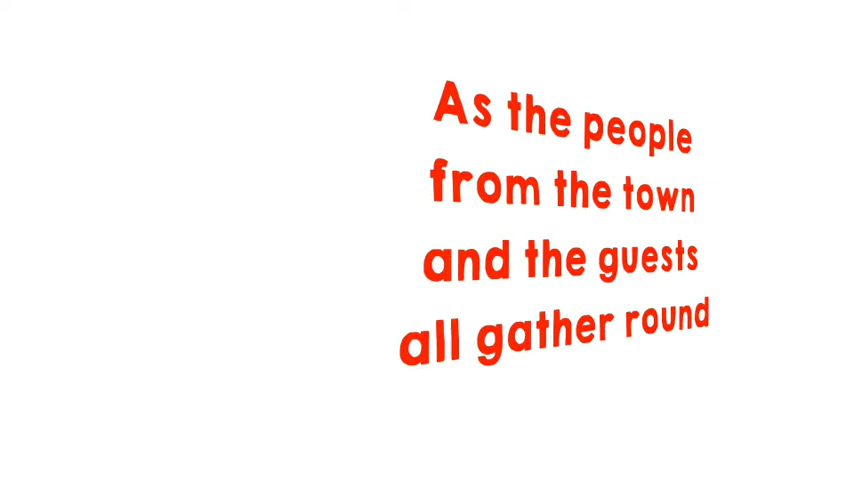 As the people
from the town
and the guests
all gather round